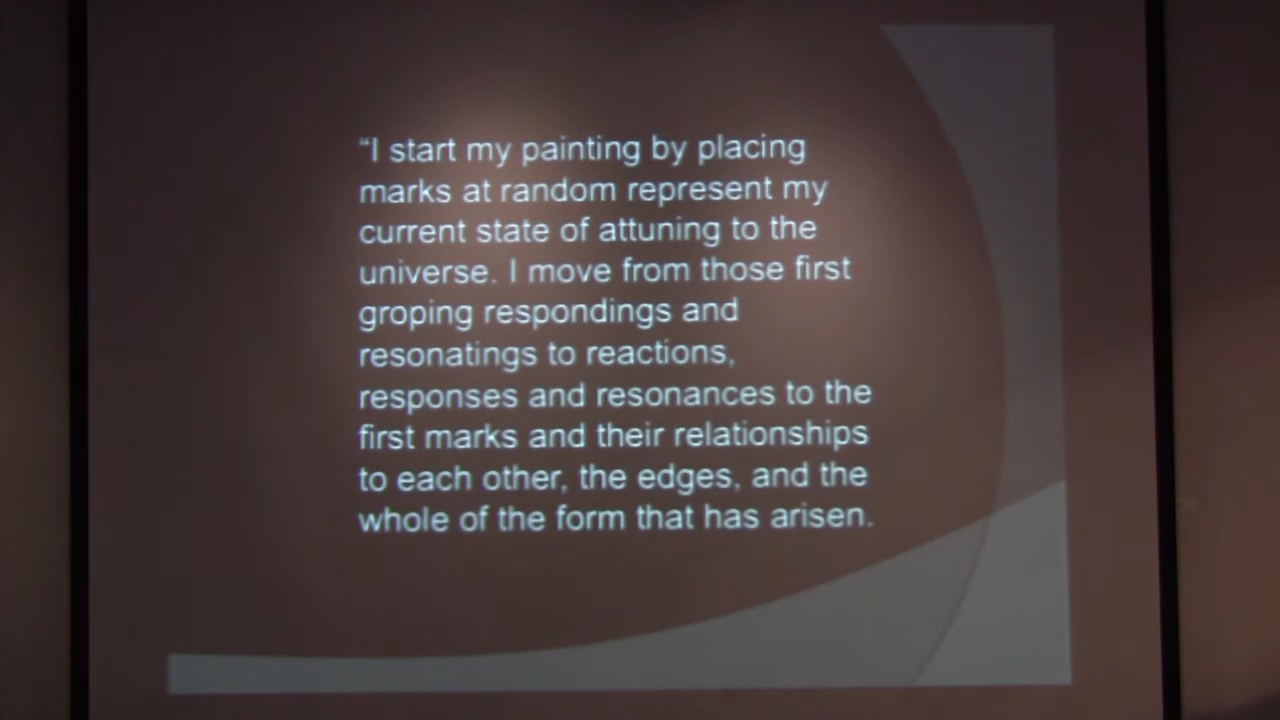 “I start my painting by placing
marks at random represent my
current state of attuning to the
universe. I move from those first
groping respondings and
resonatings to reactions,
responses and resonances to the
first marks and their relationships
to each other, the edges, and the
whole of the form that has arisen.